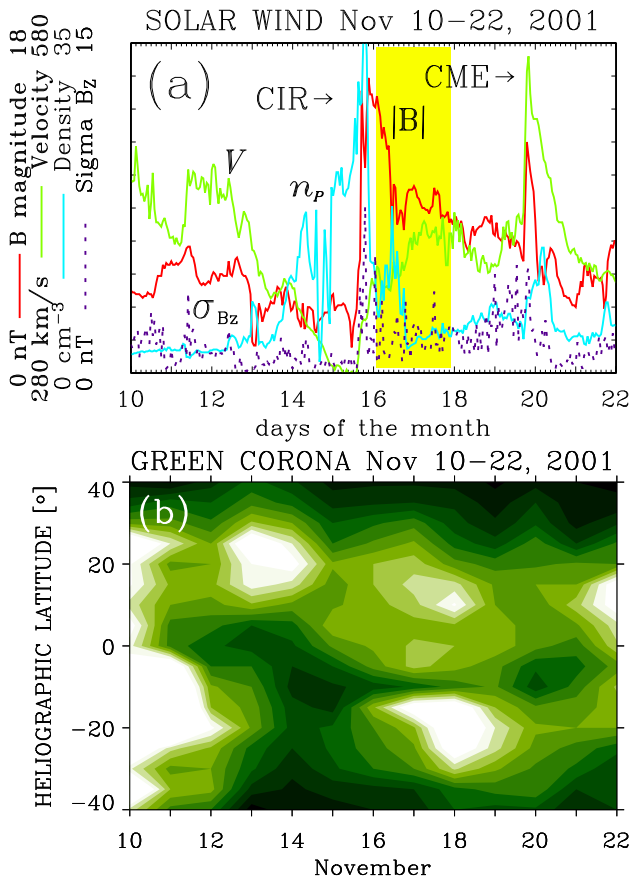 SOLAR WIND Nov 10−22, 2001
0 nT B magnitude 18
280 km/s Velocity 580
0 cm⁻³ Density 35
0 nT Sigma Bz 15
(a)
CIR→
CME→
|B|
V
nₚ
σBz
10 12 14 16 18 20 22
days of the month
GREEN CORONA Nov 10−22, 2001
(b)
HELIOGRAPHIC LATITUDE [°]
40
20
0
−20
−40
10 12 14 16 18 20 22
November